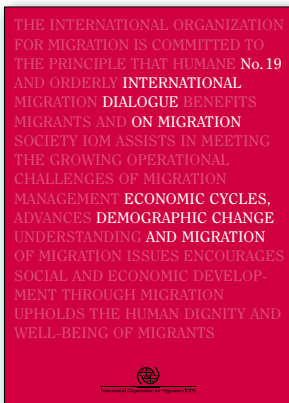 THE INTERNATIONAL ORGANIZATION
FOR MIGRATION IS COMMITTED TO
THE PRINCIPLE THAT HUMANE No. 19
AND ORDERLY INTERNATIONAL
MIGRATION DIALOGUE BENEFITS
MIGRANTS AND ON MIGRATION
SOCIETY IOM ASSISTS IN MEETING
THE GROWING OPERATIONAL
CHALLENGES OF MIGRATION
MANAGEMENT ECONOMIC CYCLES,
ADVANCES DEMOGRAPHIC CHANGE
UNDERSTANDING AND MIGRATION
OF MIGRATION ISSUES ENCOURAGES
SOCIAL AND ECONOMIC DEVELOP-
MENT THROUGH MIGRATION
UPHOLDS THE HUMAN DIGNITY AND
WELL-BEING OF MIGRANTS
International Organization for Migration (IOM)